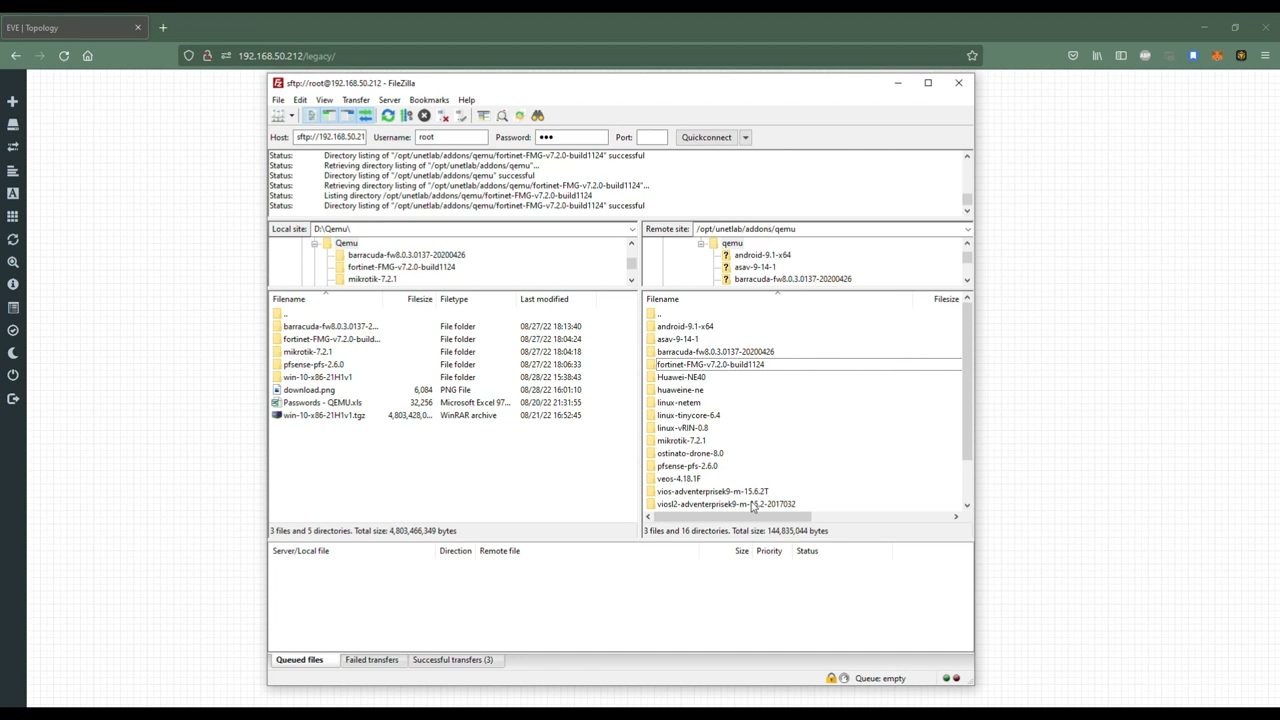 EVE | Topology
192.168.50.212/legacy/
sftp://root@192.168.50.212 - FileZilla
File Edit View Transfer Server Bookmarks Help
Host: sftp://192.168.50.21 Username: root Password: ••• Port: Quickconnect
Status: Directory listing of "/opt/unetlab/addons/qemu/fortinet-FMG-v7.2.0-build1124" successful
Status: Retrieving directory listing of "/opt/unetlab/addons/qemu"...
Status: Directory listing of "/opt/unetlab/addons/qemu" successful
Status: Retrieving directory listing of "/opt/unetlab/addons/qemu/fortinet-FMG-v7.2.0-build1124"...
Status: Listing directory /opt/unetlab/addons/qemu/fortinet-FMG-v7.2.0-build1124
Status: Directory listing of "/opt/unetlab/addons/qemu/fortinet-FMG-v7.2.0-build1124" successful
Local site: D:\Qemu\
Qemu
barracuda-fw8.0.3.0137-20200426
fortinet-FMG-v7.2.0-build1124
mikrotik-7.2.1
Filename Filesize Filetype Last modified
..
barracuda-fw8.0.3.0137-2... File folder 08/27/22 18:13:40
fortinet-FMG-v7.2.0-build... File folder 08/27/22 18:04:24
mikrotik-7.2.1 File folder 08/27/22 18:04:18
pfsense-pfs-2.6.0 File folder 08/27/22 18:06:33
win-10-x86-21H1v1 File folder 08/28/22 15:38:43
download.png 6,084 PNG File 08/28/22 16:01:10
Passwords - QEMU.xls 32,256 Microsoft Excel 97... 08/20/22 21:31:55
win-10-x86-21H1v1.tgz 4,803,428,0... WinRAR archive 08/21/22 16:52:45
3 files and 5 directories. Total size: 4,803,466,349 bytes
Remote site: /opt/unetlab/addons/qemu
qemu
? android-9.1-x64
? asav-9-14-1
? barracuda-fw8.0.3.0137-20200426
Filename Filesize
..
android-9.1-x64
asav-9-14-1
barracuda-fw8.0.3.0137-20200426
fortinet-FMG-v7.2.0-build1124
Huawei-NE40
huaweine-ne
linux-netem
linux-tinycore-6.4
linux-vRIN-0.8
mikrotik-7.2.1
ostinato-drone-8.0
pfsense-pfs-2.6.0
veos-4.18.1F
vios-adventerprisek9-m-15.6.2T
viosl2-adventerprisek9-m-15.2-2017032
3 files and 16 directories. Total size: 144,835,044 bytes
Server/Local file Direction Remote file Size Priority Status
Queued files Failed transfers Successful transfers (3)
Queue: empty